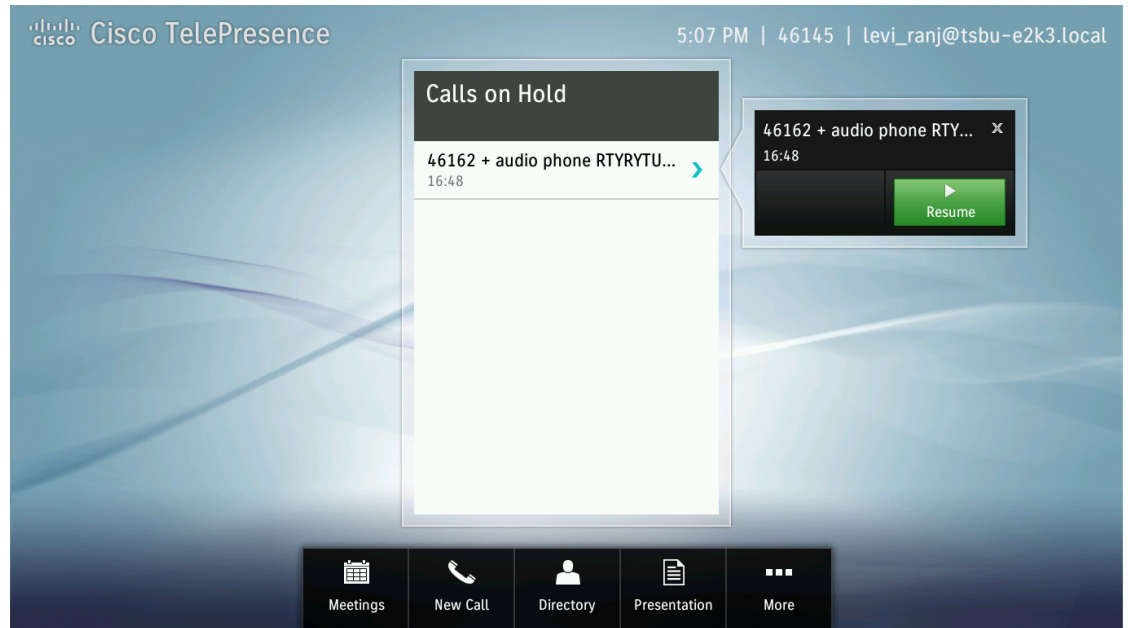 cisco Cisco TelePresence
5:07 PM | 46145 | levi_ranj@tsbu-e2k3.local
Calls on Hold
46162 + audio phone RTYRYTU...
16:48
46162 + audio phone RTY... X
16:48
Resume
Meetings
New Call
Directory
Presentation
More